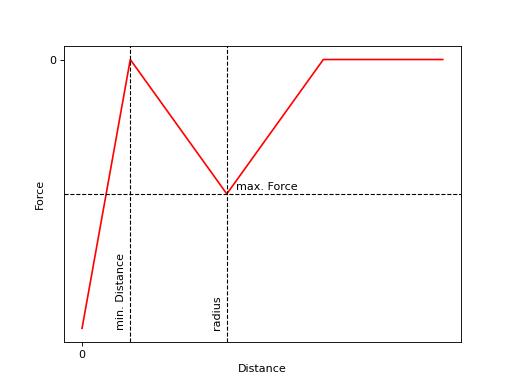 0
max. Force
Force
min. Distance
radius
0
Distance